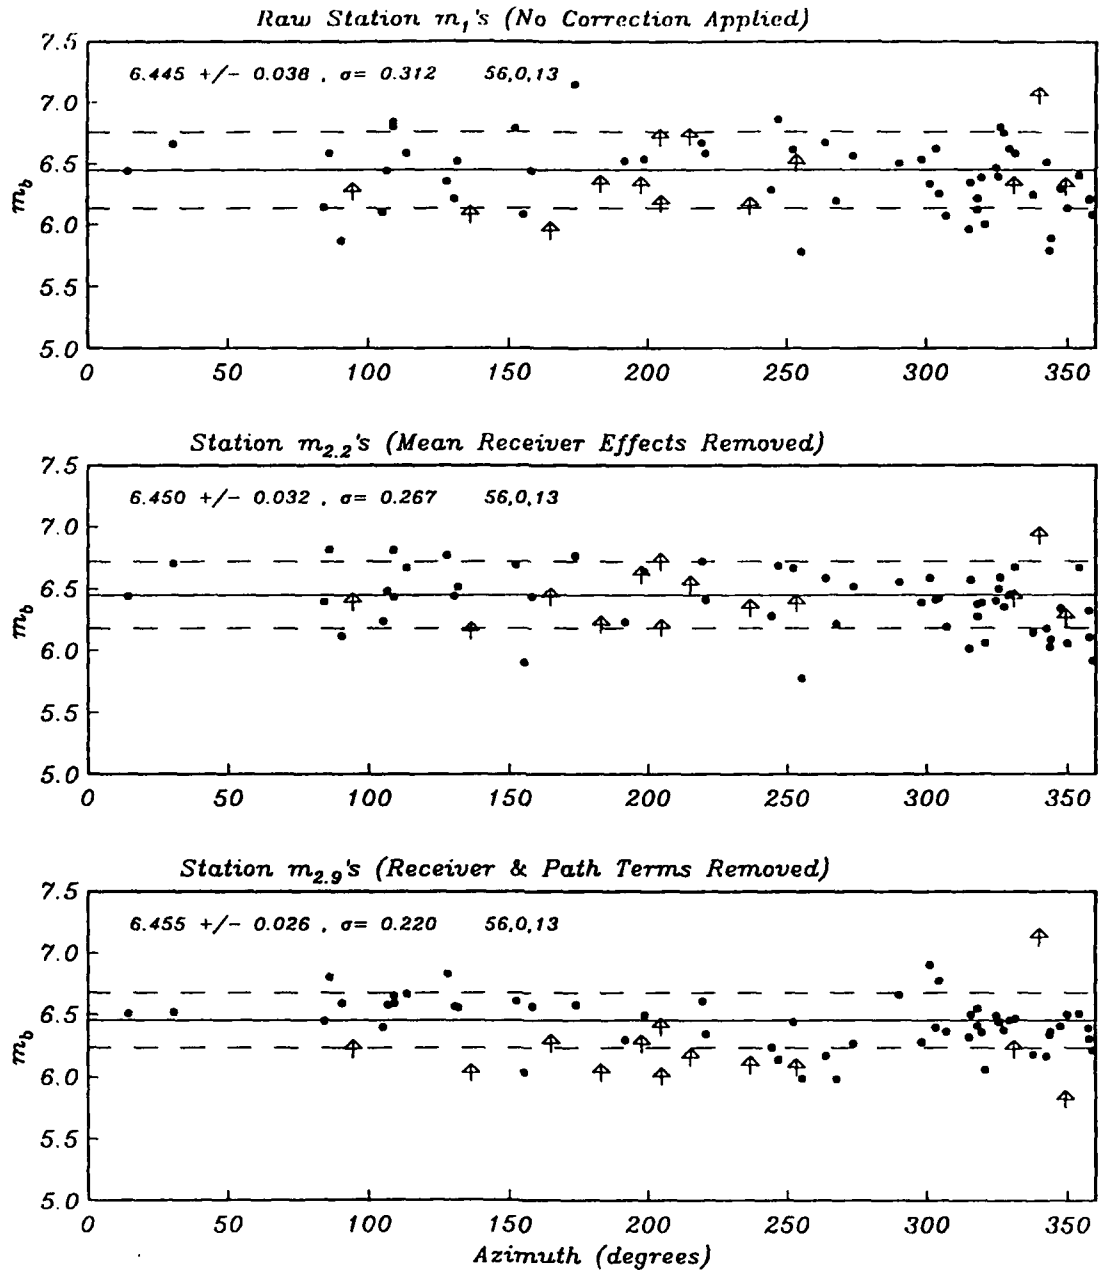 Raw Station m₁'s (No Correction Applied)
7.5
6.445 +/- 0.038 , σ= 0.312 56,0,13
7.0
6.5
m_b
6.0
5.5
5.0
0 50 100 150 200 250 300 350
Station m₂.₂'s (Mean Receiver Effects Removed)
7.5
6.450 +/- 0.032 , σ= 0.267 56,0,13
7.0
6.5
m_b
6.0
5.5
5.0
0 50 100 150 200 250 300 350
Station m₂.₉'s (Receiver & Path Terms Removed)
7.5
6.455 +/- 0.026 , σ= 0.220 56,0,13
7.0
6.5
m_b
6.0
5.5
5.0
0 50 100 150 200 250 300 350
Azimuth (degrees)